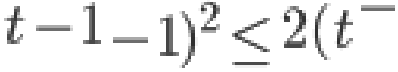 t − 1 − 1)² ≤ 2(t −